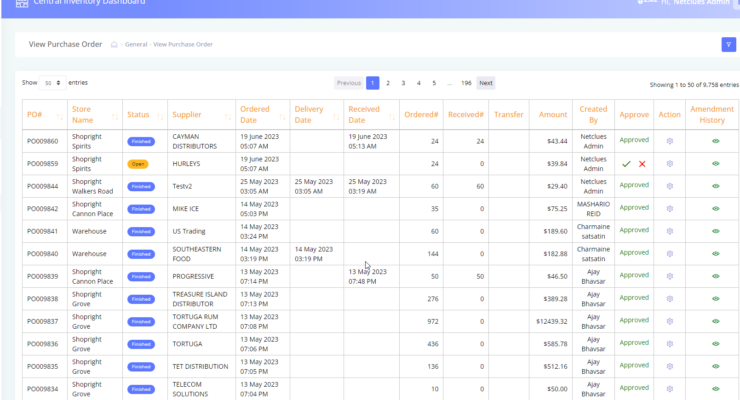 Central Inventory Dashboard
Hi, Netclues Admin
View Purchase Order - General - View Purchase Order
Show 50 entries
Previous 1 2 3 4 5 ... 196 Next
Showing 1 to 50 of 9,758 entries
PO# Store Name Status Supplier Ordered Date Delivery Date Received Date Ordered# Received# Transfer Amount Created By Approve Action Amendment History
PO009860 Shopright Spirits Finished CAYMAN DISTRIBUTORS 19 June 2023 05:07 AM 19 June 2023 05:13 AM 24 24 $43.44 Netclues Admin Approved
PO009859 Shopright Spirits Open HURLEYS 19 June 2023 05:07 AM 24 0 $39.84 Netclues Admin
PO009844 Shopright Walkers Road Finished Testv2 25 May 2023 03:05 AM 25 May 2023 03:05 AM 25 May 2023 03:19 AM 60 60 $29.40 Netclues Admin Approved
PO009842 Shopright Cannon Place Finished MIKE ICE 14 May 2023 05:03 PM 35 0 $75.25 MASHARIO REID Approved
PO009841 Warehouse Finished US Trading 14 May 2023 03:24 PM 60 0 $189.60 Charmaine satsatin Approved
PO009840 Warehouse Finished SOUTHEASTERN FOOD 14 May 2023 03:19 PM 14 May 2023 03:19 PM 144 0 $182.88 Charmaine satsatin Approved
PO009839 Shopright Cannon Place Finished PROGRESSIVE 13 May 2023 07:14 PM 13 May 2023 07:48 PM 50 50 $46.50 Ajay Bhavsar Approved
PO009838 Shopright Grove Finished TREASURE ISLAND DISTRIBUTOR 13 May 2023 07:13 PM 276 0 $389.28 Ajay Bhavsar Approved
PO009837 Shopright Grove Finished TORTUGA RUM COMPANY LTD 13 May 2023 07:08 PM 972 0 $12439.32 Ajay Bhavsar Approved
PO009836 Shopright Grove Finished TORTUGA 13 May 2023 07:06 PM 436 0 $585.78 Ajay Bhavsar Approved
PO009835 Shopright Grove Finished TET DISTRIBUTION 13 May 2023 07:05 PM 136 0 $512.16 Ajay Bhavsar Approved
PO009834 Shopright Grove Finished TELECOM SOLUTIONS 13 May 2023 07:04 PM 10 0 $50.00 Ajay Bhavsar Approved